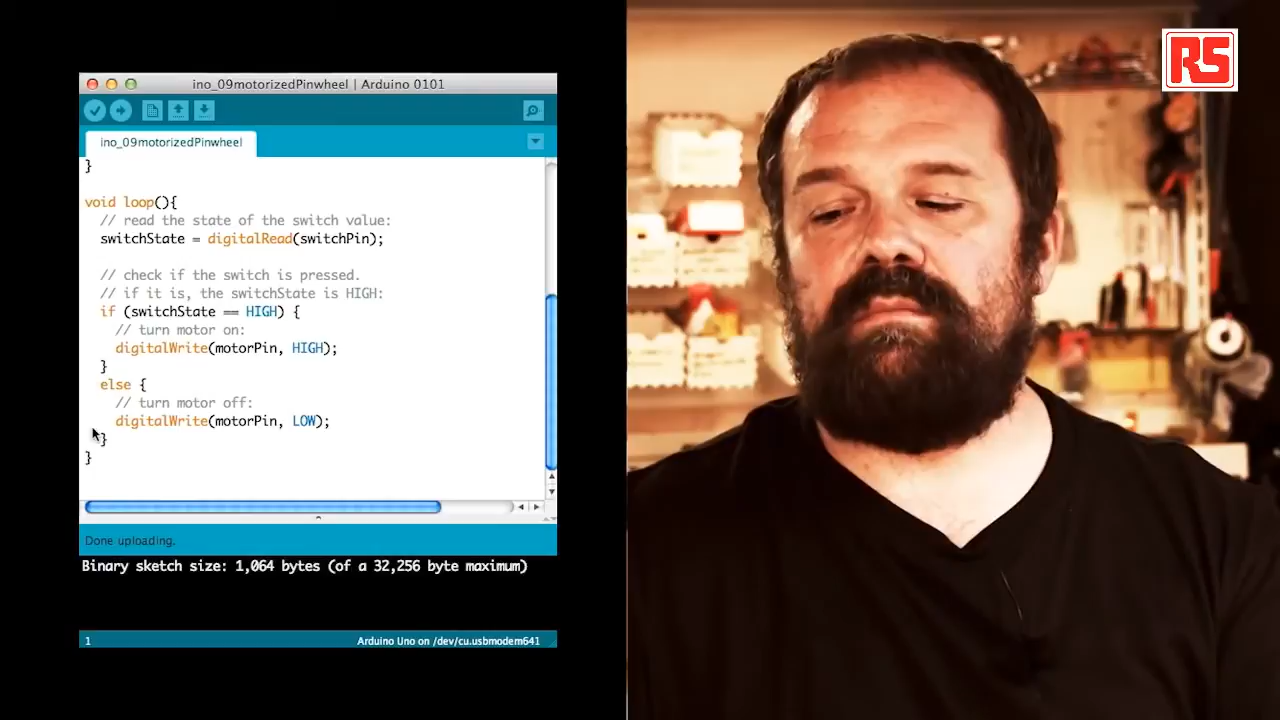 ino_09motorizedPinwheel | Arduino 0101
ino_09motorizedPinwheel
}
void loop(){
// read the state of the switch value:
switchState = digitalRead(switchPin);
// check if the switch is pressed.
// if it is, the switchState is HIGH:
if (switchState == HIGH) {
// turn motor on:
digitalWrite(motorPin, HIGH);
}
else {
// turn motor off:
digitalWrite(motorPin, LOW);
}
}
Done uploading.
Binary sketch size: 1,064 bytes (of a 32,256 byte maximum)
1
Arduino Uno on /dev/cu.usbmodem641
RS